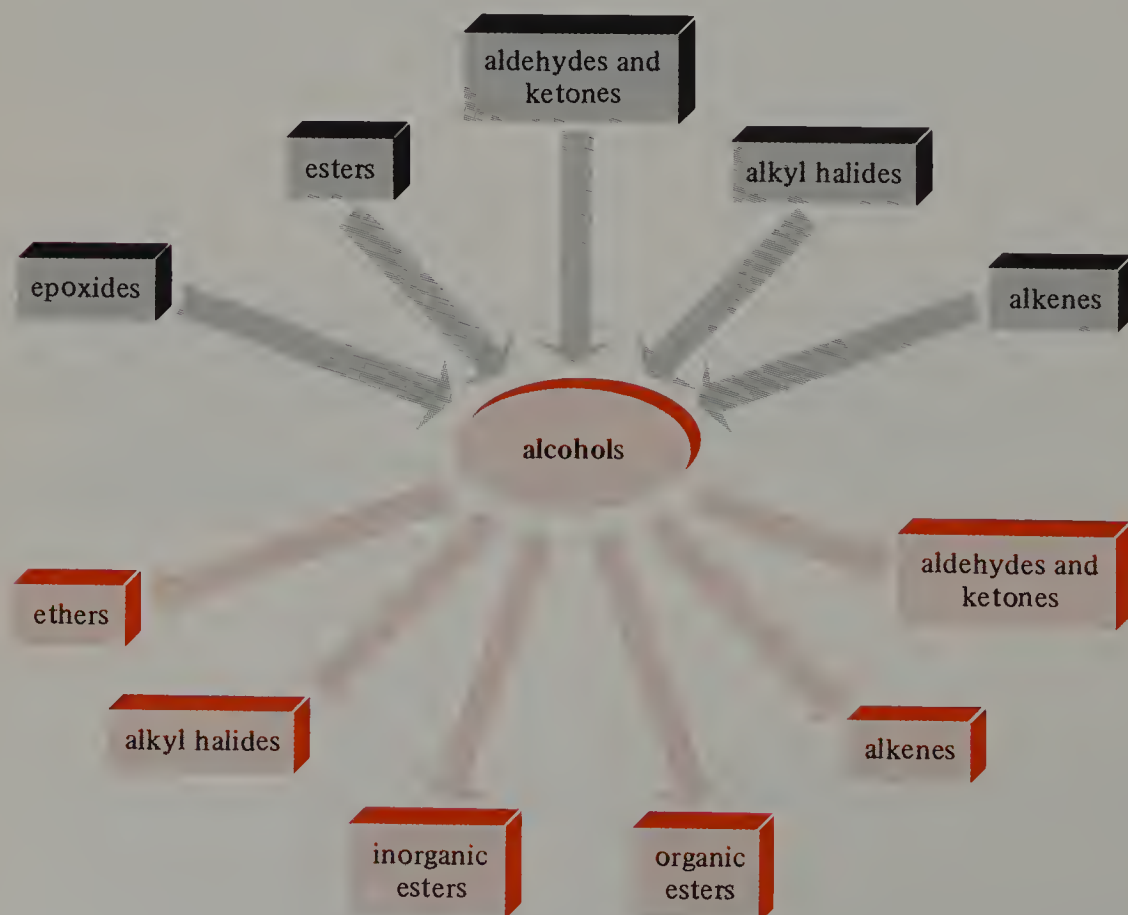 aldehydes and
ketones
esters
alkyl halides
epoxides
alkenes
alcohols
aldehydes and
ketones
ethers
alkyl halides
alkenes
inorganic
esters
organic
esters